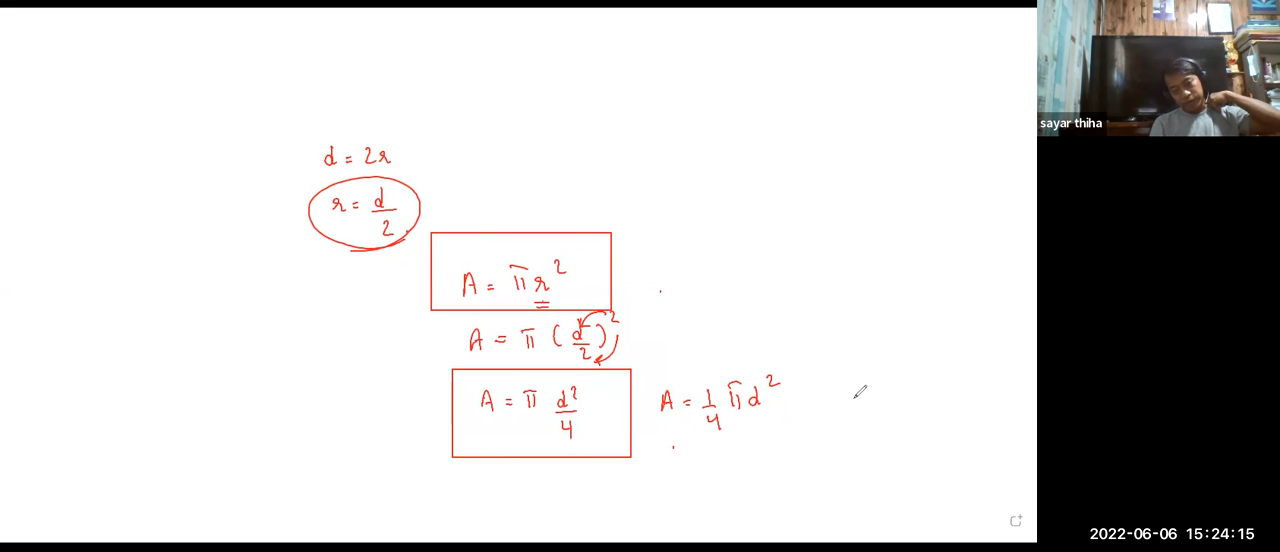 d = 2r
r = d/2
A = πr²
A = π (d/2)²
A = π d²/4
A = 1/4 πd²
sayar thiha
2022-06-06 15:24:15